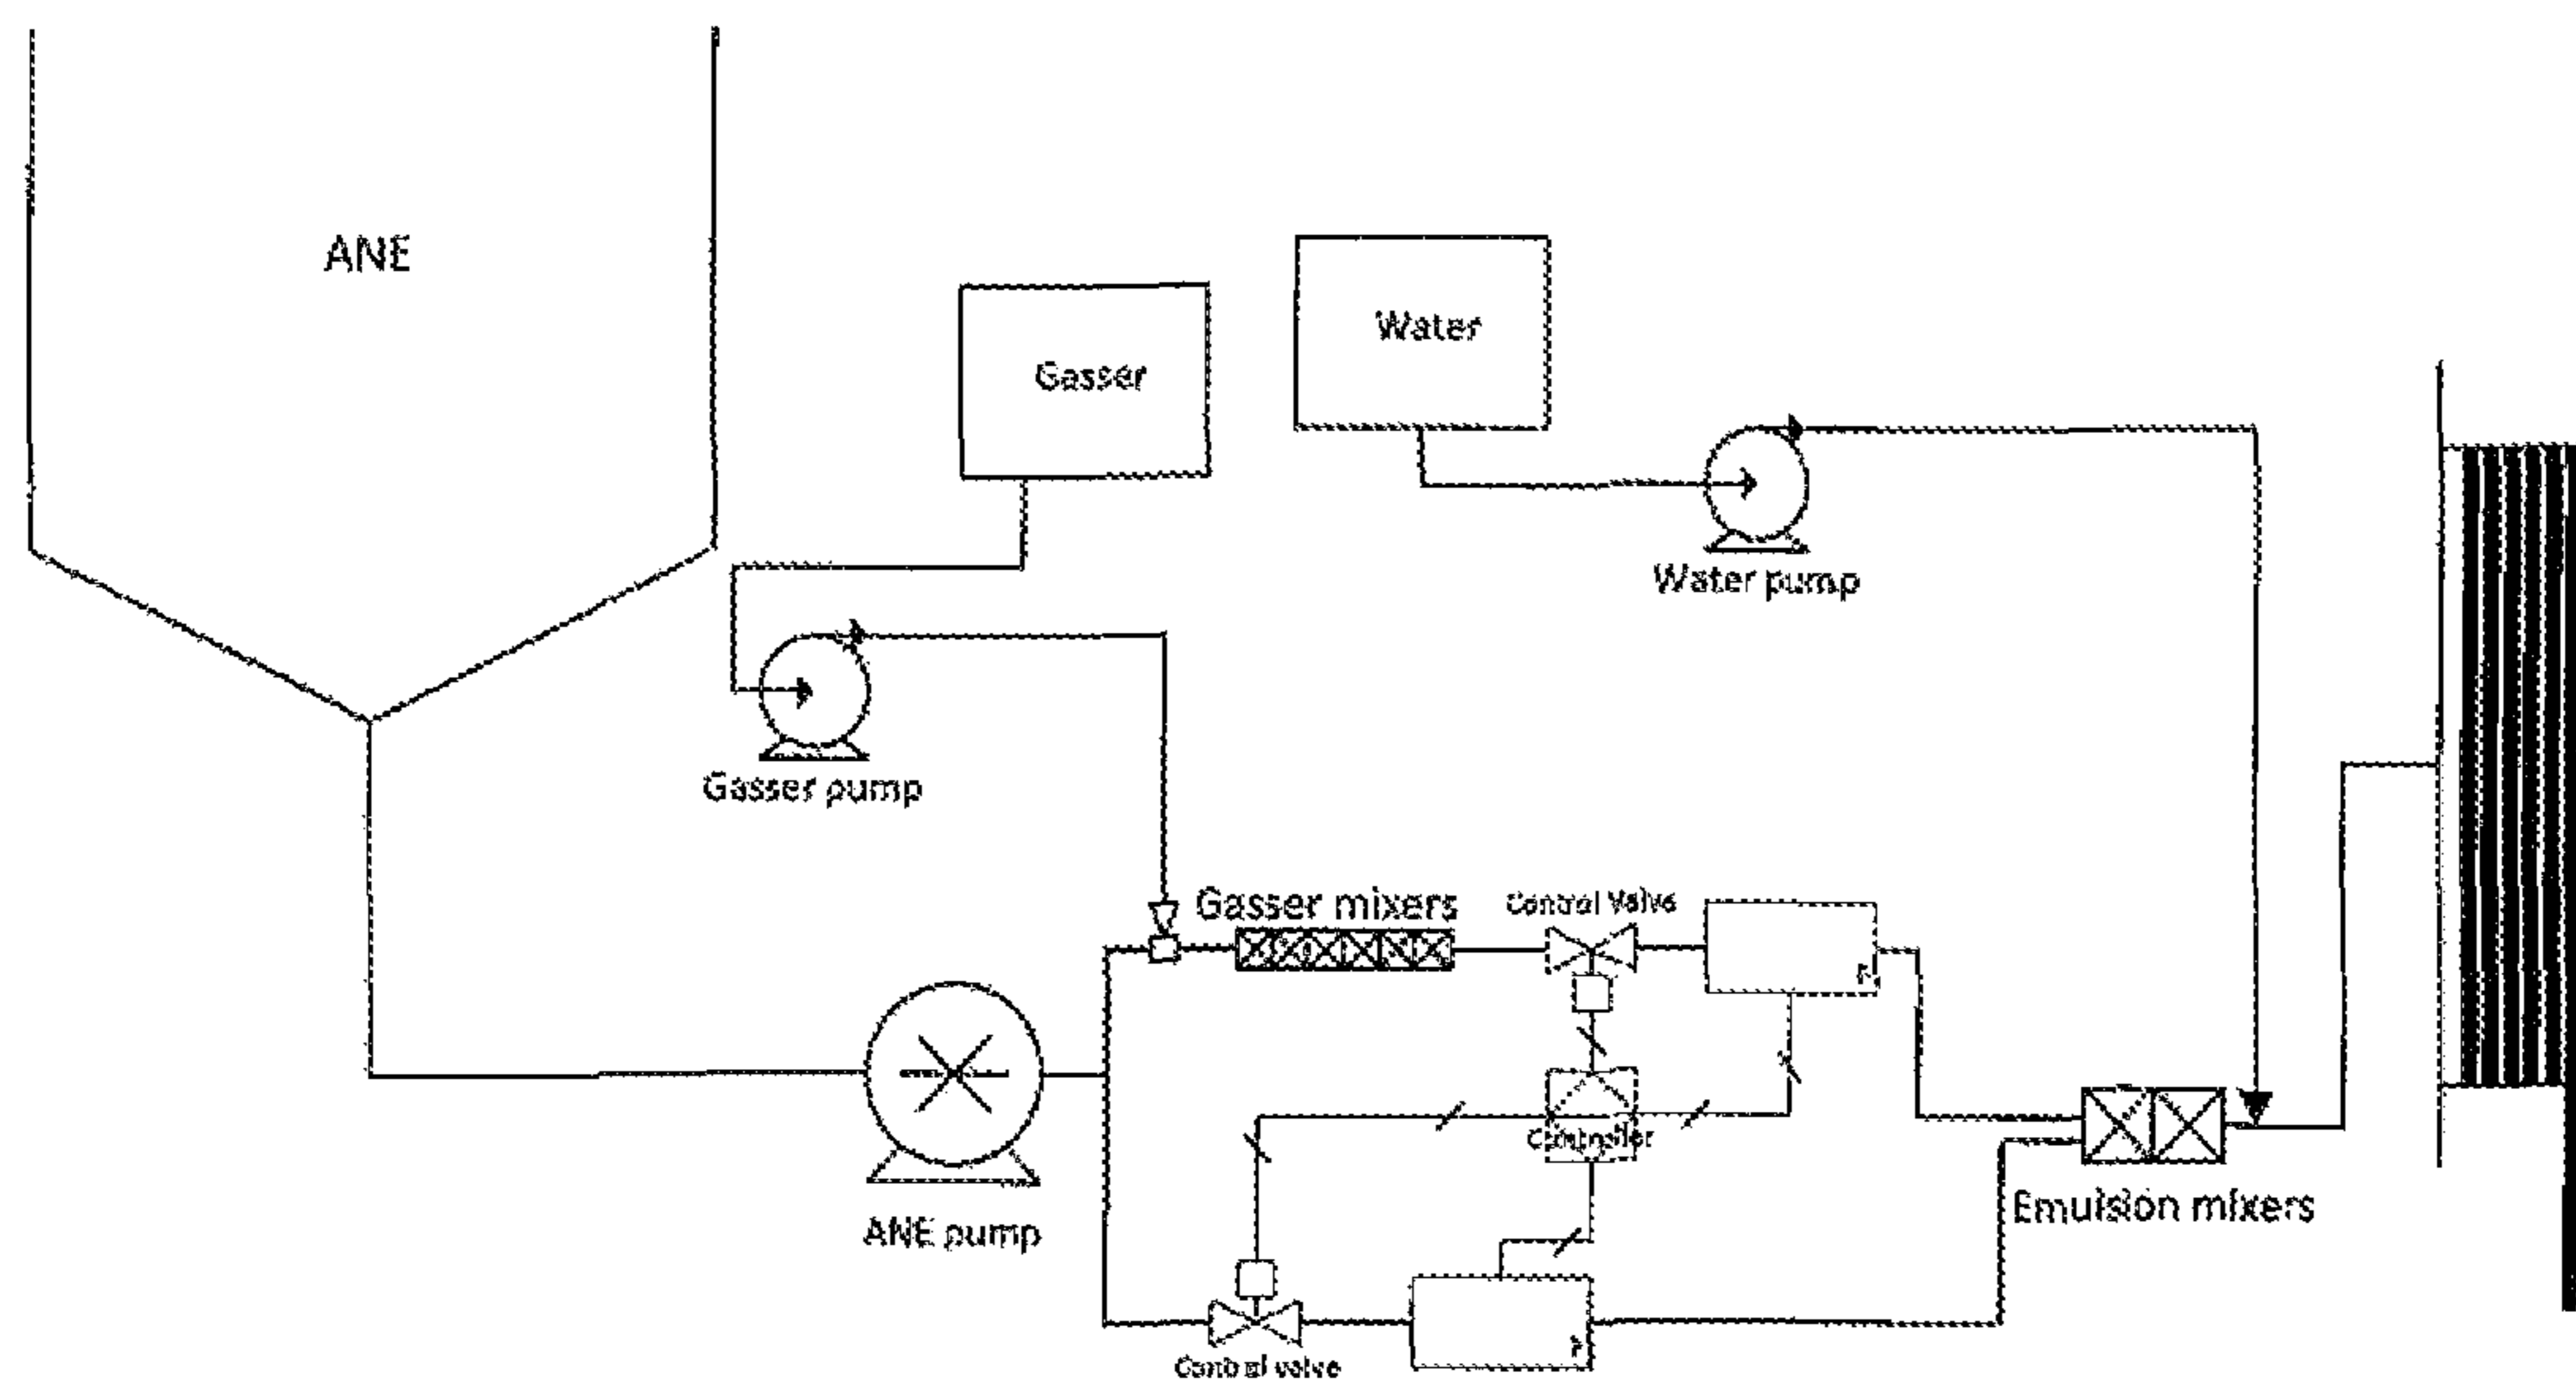 ANE
Water
Gasser
Water pump
Gasser pump
Gasser mixers
Control Valve
Controller
Emulsion mixers
ANE pump
Control valve